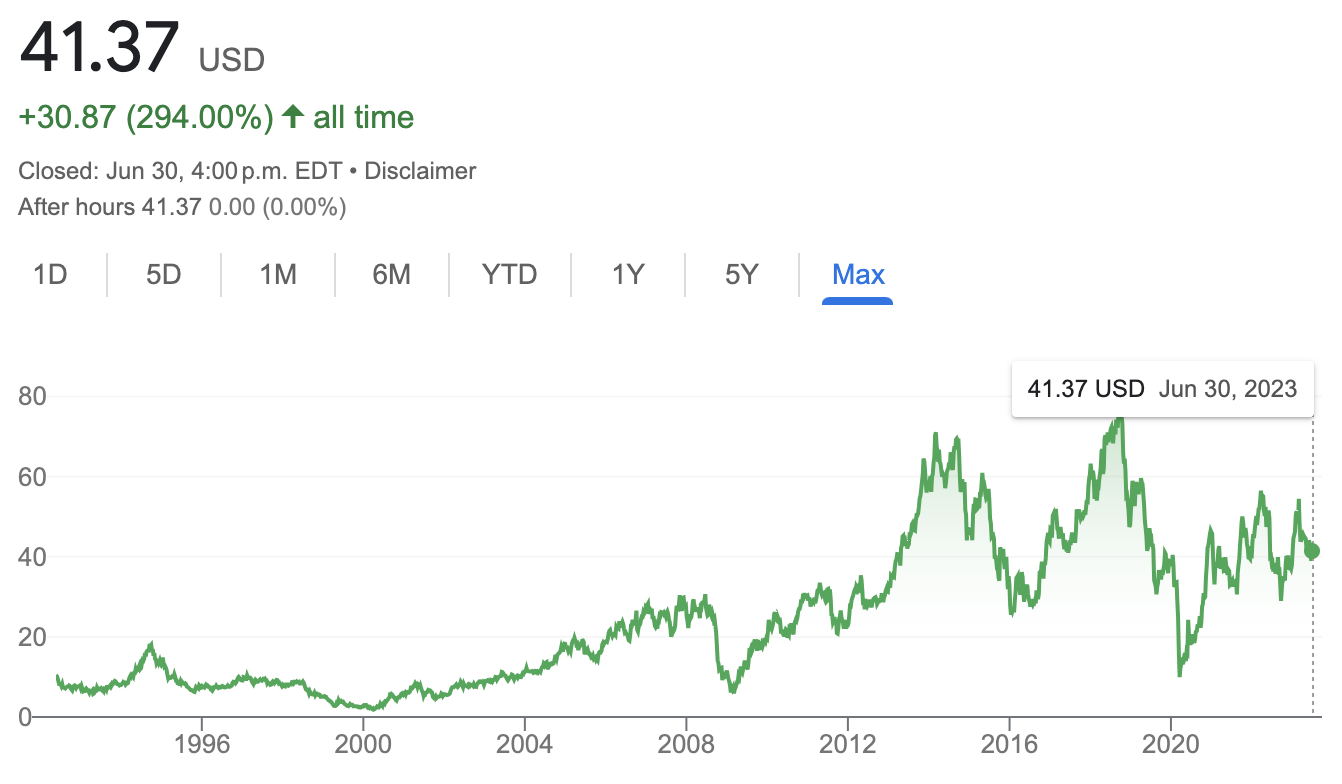 41.37 USD
+30.87 (294.00%) ↑ all time
Closed: Jun 30, 4:00 p.m. EDT • Disclaimer
After hours 41.37 0.00 (0.00%)
1D 5D 1M 6M YTD 1Y 5Y Max
41.37 USD Jun 30, 2023
80
60
40
20
0
1996 2000 2004 2008 2012 2016 2020